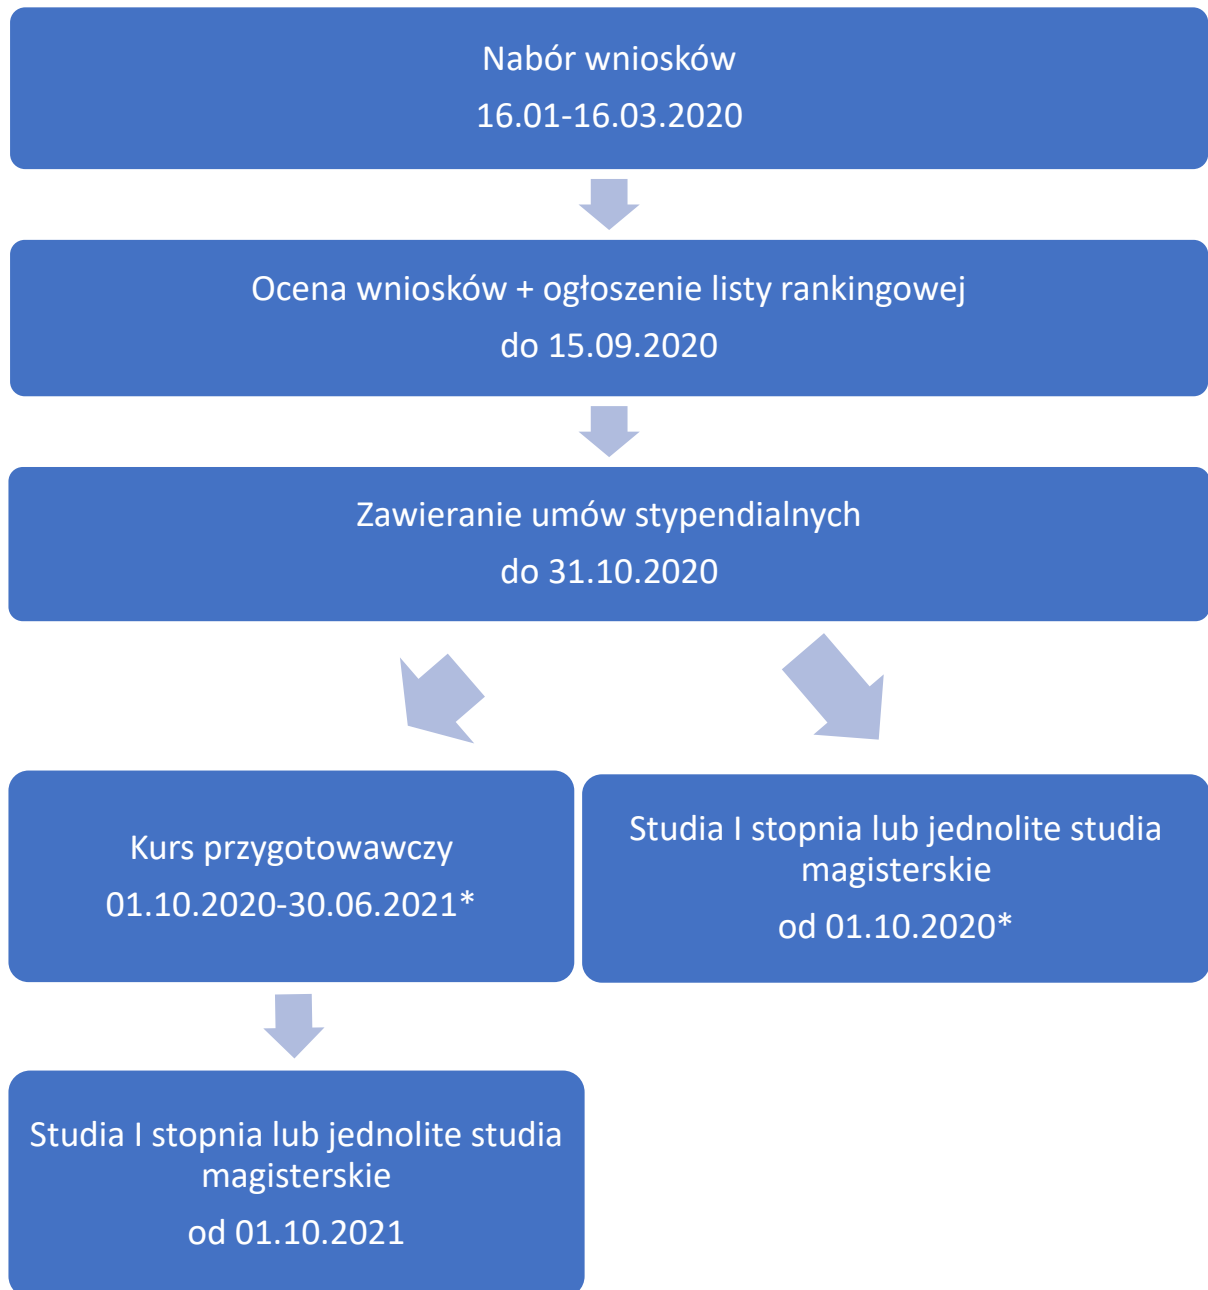 Nabór wniosków
16.01-16.03.2020
Ocena wniosków + ogłoszenie listy rankingowej
do 15.09.2020
Zawieranie umów stypendialnych
do 31.10.2020
Kurs przygotowawczy
01.10.2020-30.06.2021*
Studia I stopnia lub jednolite studia
magisterskie
od 01.10.2020*
Studia I stopnia lub jednolite studia
magisterskie
od 01.10.2021